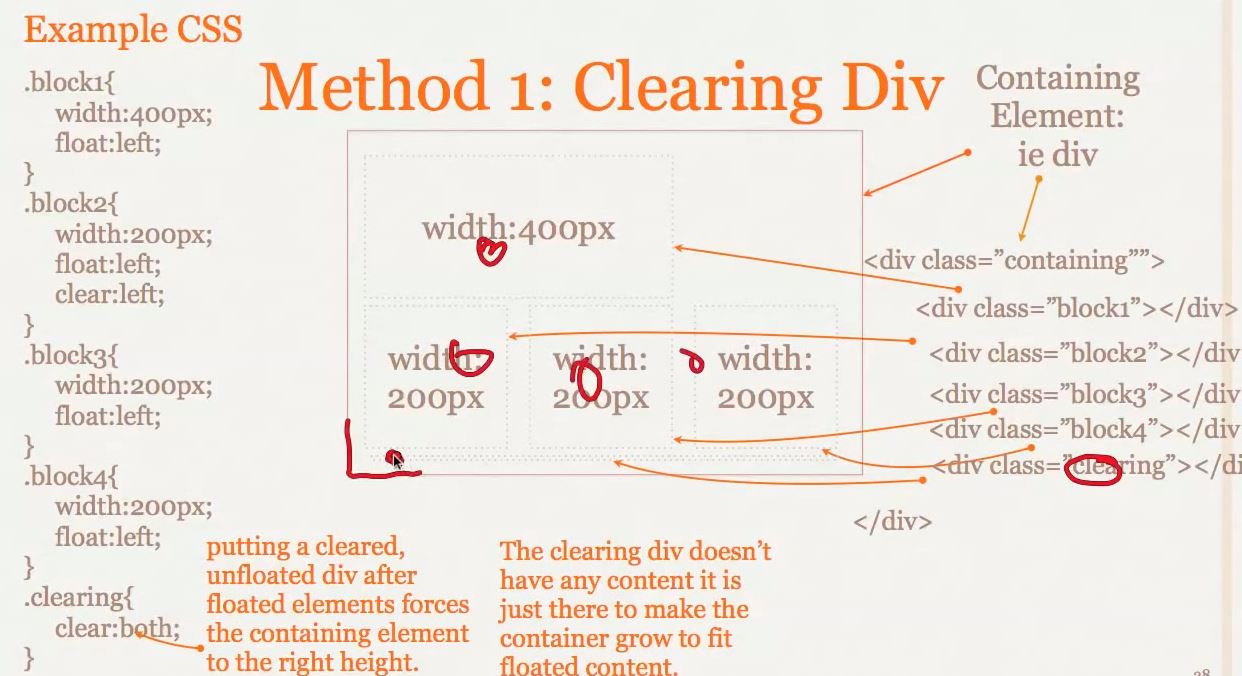 Example CSS
Method 1: Clearing Div
.block1{
width:400px;
float:left;
}
.block2{
width:200px;
float:left;
clear:left;
}
.block3{
width:200px;
float:left;
}
.block4{
width:200px;
float:left;
}
.clearing{
clear:both;
}
width:400px
width:
200px
width:
200px
width:
200px
Containing
Element:
ie div
<div class=”containing””>
<div class=”block1”></div>
<div class=”block2”></div
<div class=”block3”></div
<div class=”block4”></div
<div class=”clearing”></di
</div>
putting a cleared,
unfloated div after
floated elements forces
the containing element
to the right height.
The clearing div doesn’t
have any content it is
just there to make the
container grow to fit
floated content.